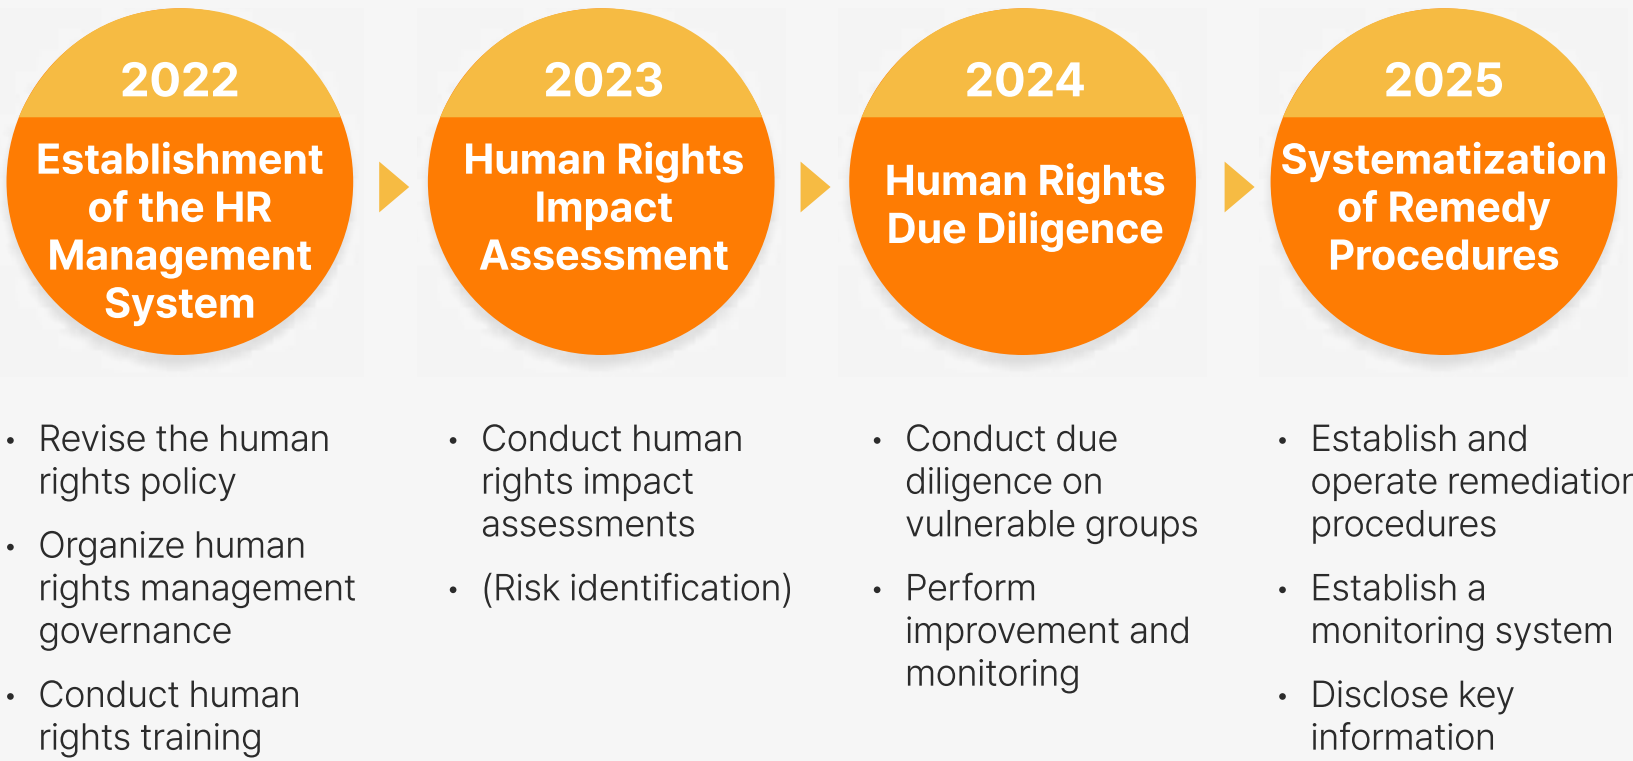 2022
Establishment
of the HR
Management
System
• Revise the human
rights policy
• Organize human
rights management
governance
• Conduct human
rights training
2023
Human Rights
Impact
Assessment
• Conduct human
rights impact
assessments
• (Risk identification)
2024
Human Rights
Due Diligence
• Conduct due
diligence on
vulnerable groups
• Perform
improvement and
monitoring
2025
Systematization
of Remedy
Procedures
• Establish and
operate remediation
procedures
• Establish a
monitoring system
• Disclose key
information